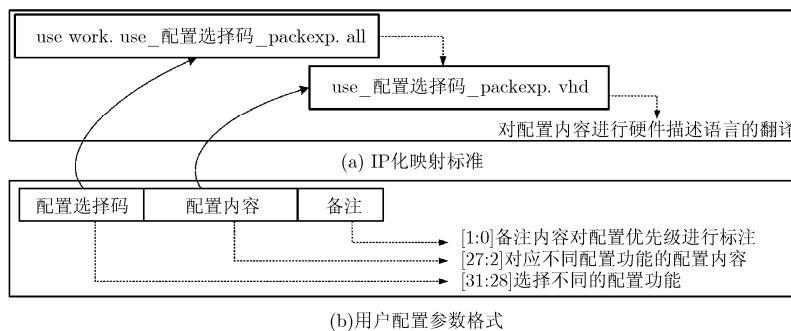 use work. use_配置选择码_packexp. all
use_配置选择码_packexp. vhd
对配置内容进行硬件描述语言的翻译
(a) IP化映射标准
配置选择码 配置内容 备注
[1:0]备注内容对配置优先级进行标注
[27:2]对应不同配置功能的配置内容
[31:28]选择不同的配置功能
(b)用户配置参数格式